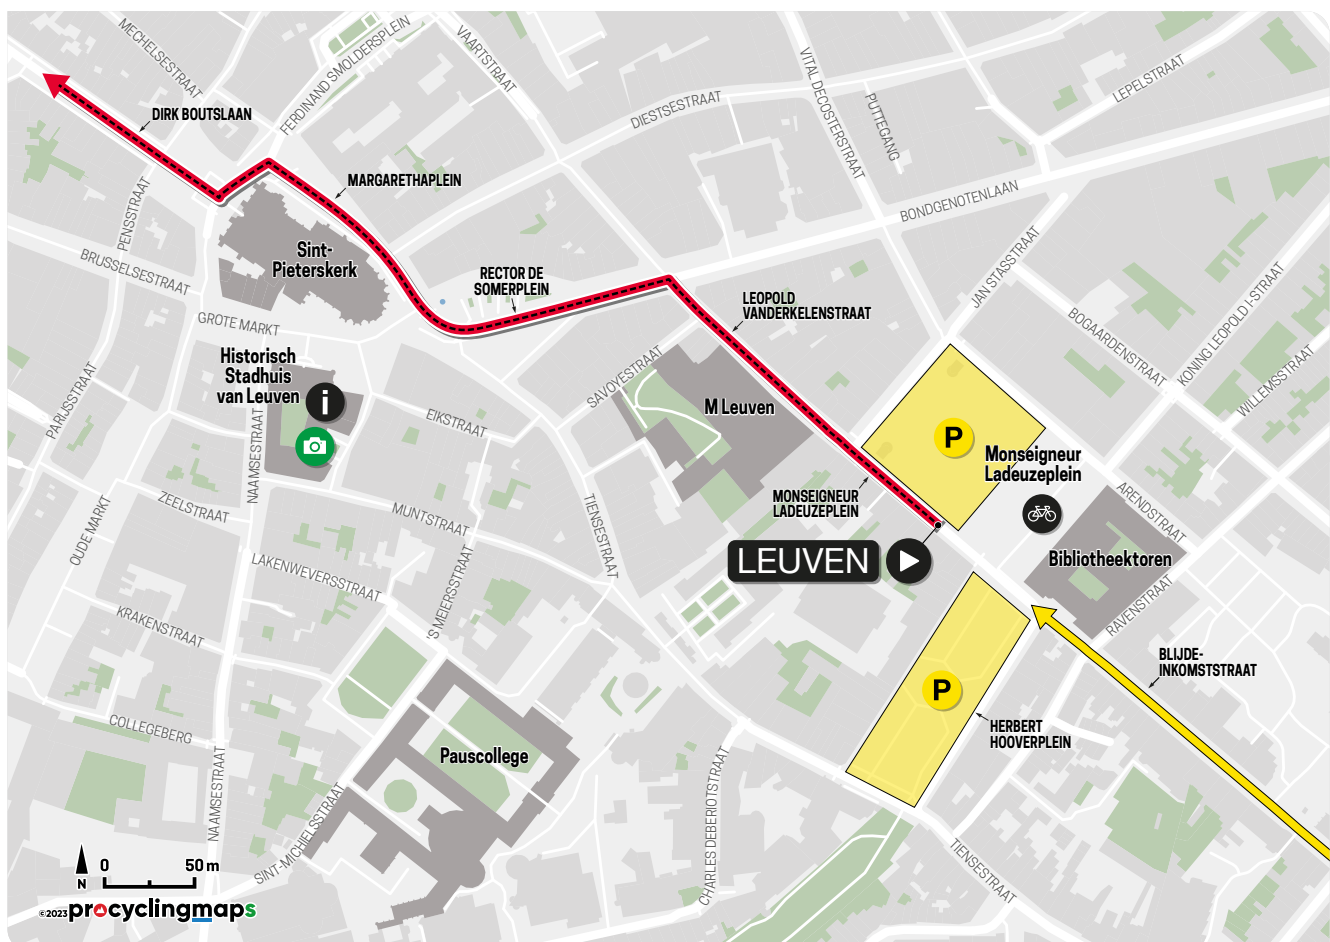 MECHELSESTRAAT
FERDINAND SMOLDERSPLEIN
VAARTSTRAAT
VITAL DECOSTERSTRAAT
PUTTEGANG
LEPELSTRAAT
DIESTSESTRAAT
DIRK BOUTSLAAN
MARGARETHAPLEIN
PENSSTRAAT
BONDGENOTENLAAN
BRUSSELSESTRAAT
Sint-
Pieterskerk
RECTOR DE
SOMERPLEIN
JAN STASSTRAAT
KONING LEOPOLD I-STRAAT
LEOPOLD
VANDERKELENSTRAAT
GROTE MARKT
BOGAARDENSTRAAT
WILLEMSSTRAAT
Historisch
Stadhuis
van Leuven
i
SAVOYESTRAAT
M Leuven
PARIJSSTRAAT
EIKSTRAAT
NAAMSESTRAAT
P
Monseigneur
Ladeuzeplein
ZEELSTRAAT
MUNTSTRAAT
TIENSESTRAAT
MONSEIGNEUR
LADEUZEPLEIN
ARENDSTRAAT
OUDE MARKT
LEUVEN
Bibliotheektoren
LAKENWEVERSSTRAAT
'S MEIERSSTRAAT
RAVENSTRAAT
KRAKENSTRAAT
BLIJDE-
INKOMSTSTRAAT
P
COLLEGEBERG
HERBERT
HOOVERPLEIN
Pauscollege
NAAMSESTRAAT
SINT-MICHIELSSTRAAT
CHARLES DEBERIOTSTRAAT
TIENSESTRAAT
N
0 50 m
©2023 procyclingmaps